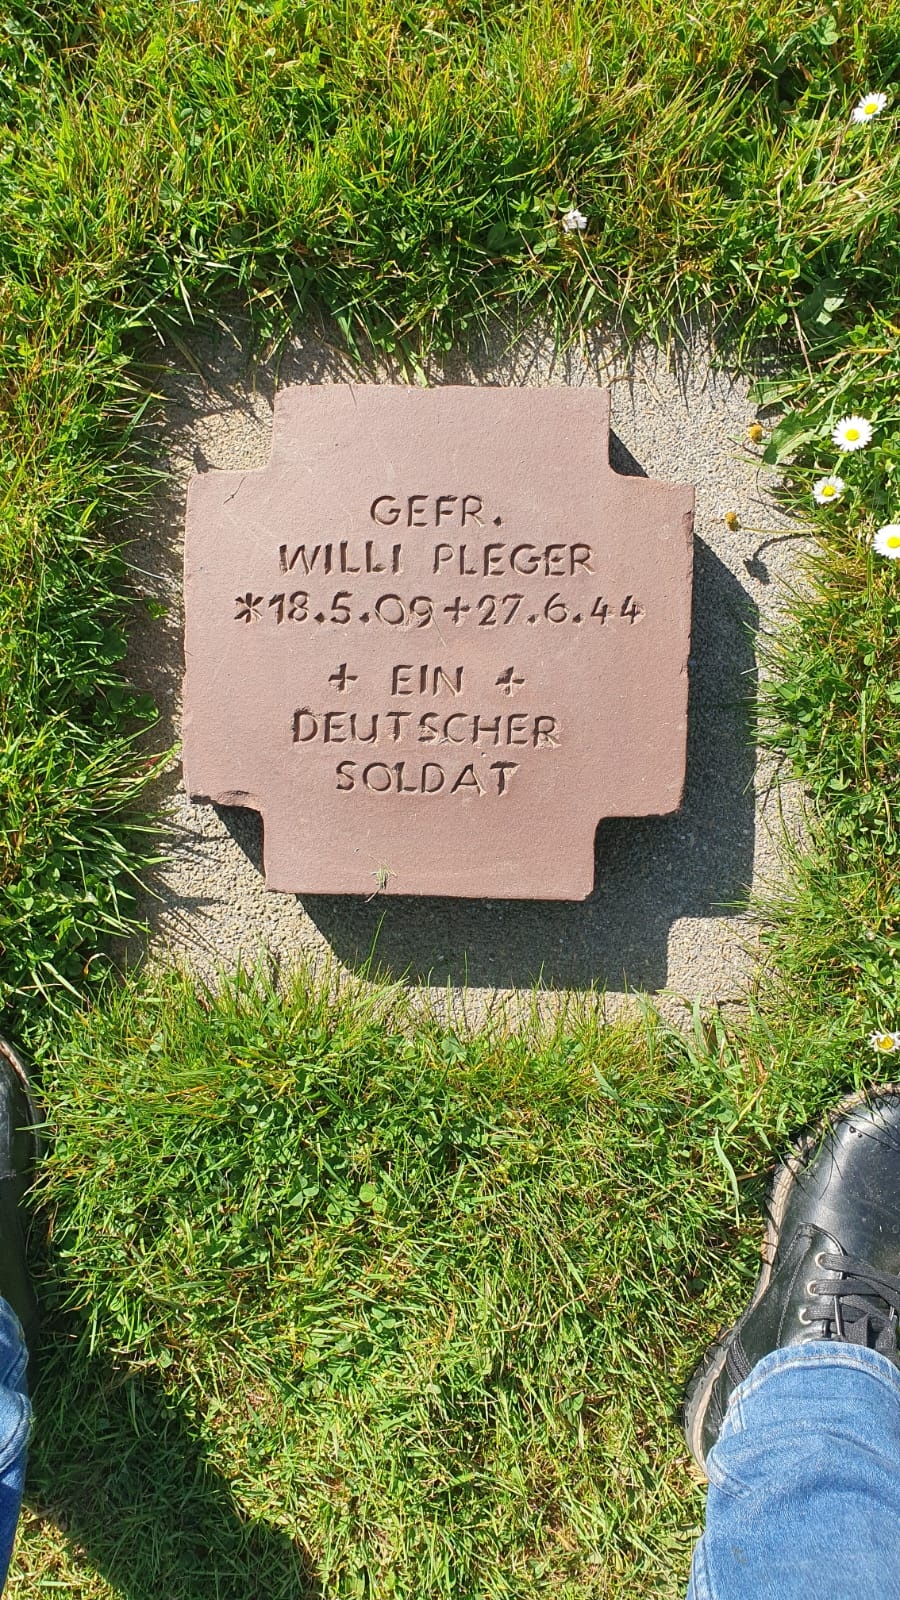 GEFR.
WILLI PLEGER
*18.5.09+27.6.44
+ EIN +
DEUTSCHER
SOLDAT